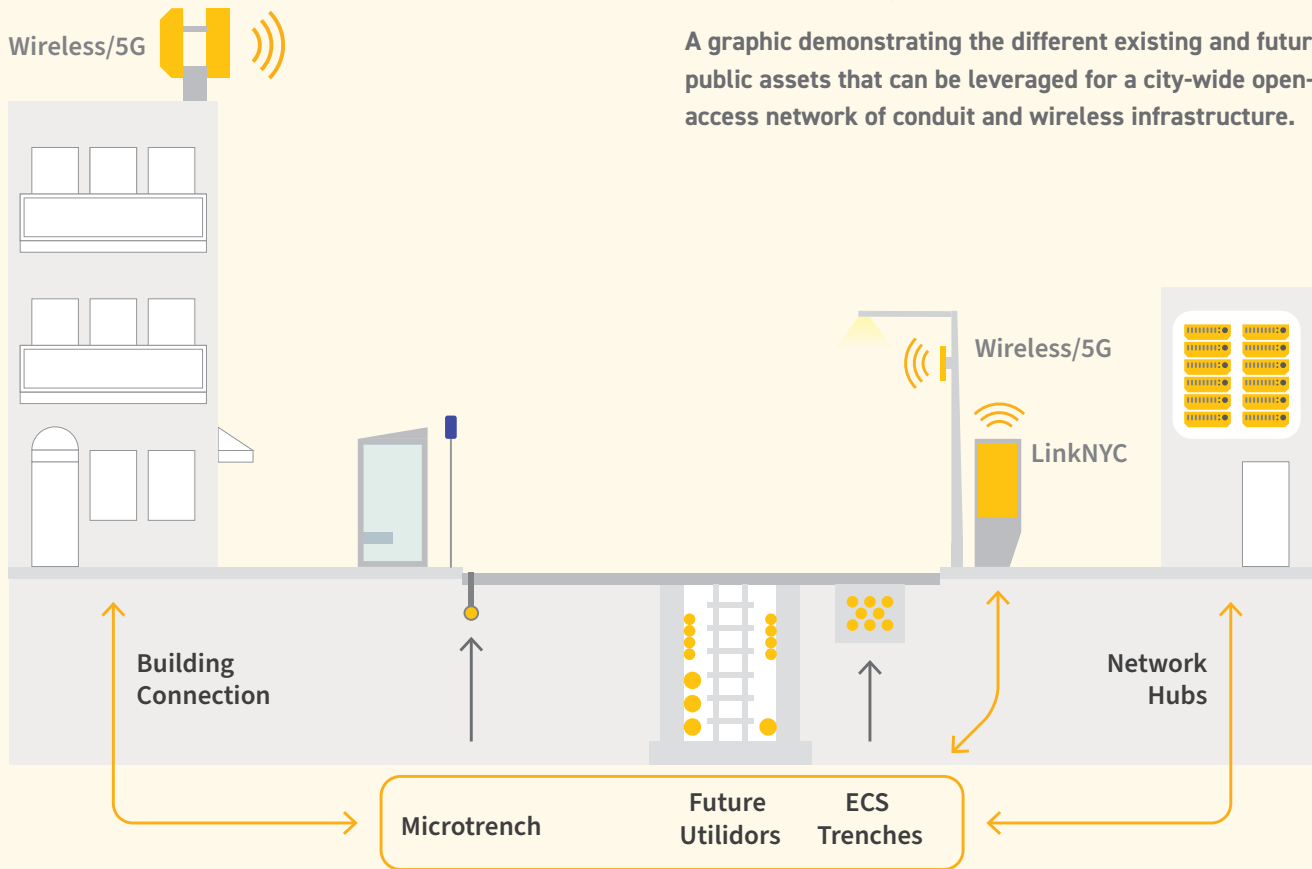 Wireless/5G
A graphic demonstrating the different existing and futur
public assets that can be leveraged for a city-wide open-
access network of conduit and wireless infrastructure.
Wireless/5G
LinkNYC
Building
Connection
Network
Hubs
Microtrench
Future
Utilidors
ECS
Trenches